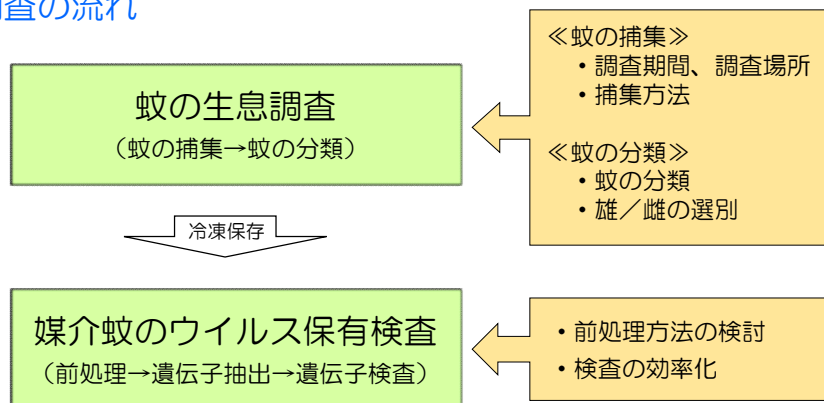 査の流れ
蚊の生息調査
（蚊の捕集→蚊の分類）
≪蚊の捕集≫
・調査期間、調査場所
・捕集方法
≪蚊の分類≫
・蚊の分類
・雄／雌の選別
冷凍保存
媒介蚊のウイルス保有検査
（前処理→遺伝子抽出→遺伝子検査）
・前処理方法の検討
・検査の効率化